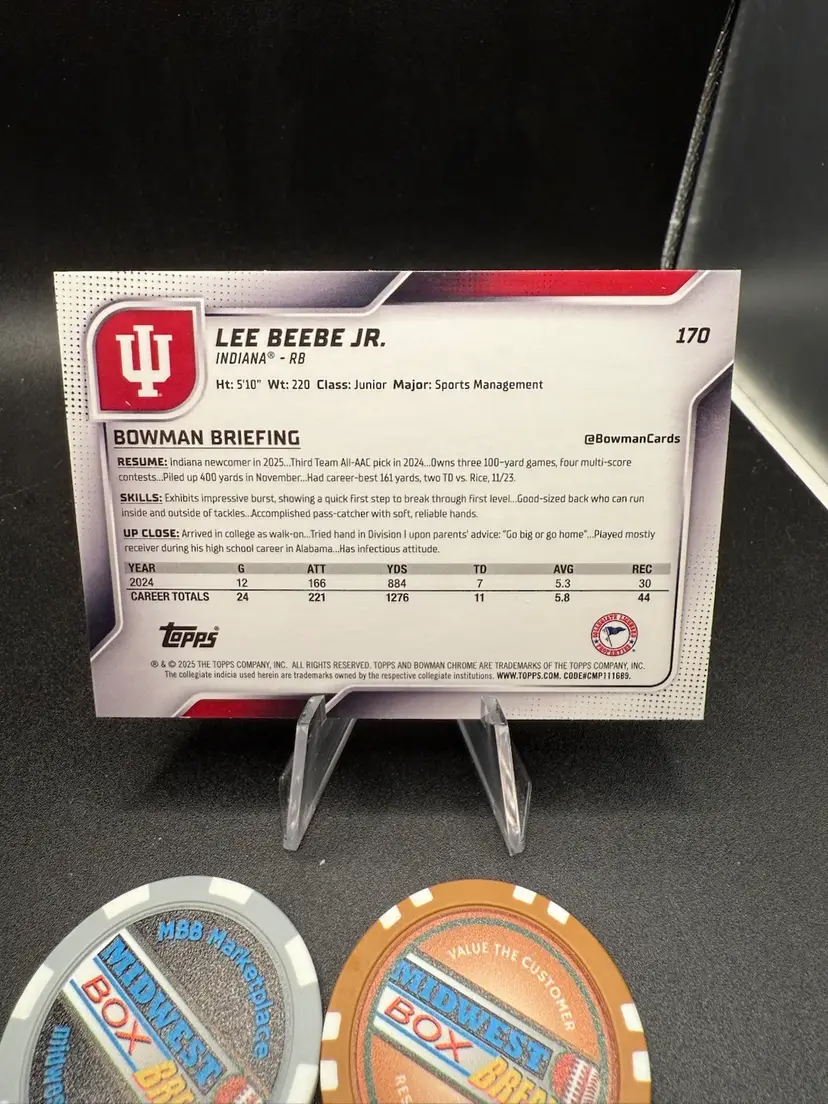 LEE BEEBE JR.
170
INDIANA® - RB
Ht: 5'10" Wt: 220 Class: Junior Major: Sports Management
BOWMAN BRIEFING
@BowmanCards
RESUME: Indiana newcomer in 2025...Third Team All-AAC pick in 2024...Owns three 100-yard games, four multi-score
contests...Piled up 400 yards in November...Had career-best 161 yards, two TD vs. Rice, 11/23.
SKILLS: Exhibits impressive burst, showing a quick first step to break through first level...Good-sized back who can run
inside and outside of tackles...Accomplished pass-catcher with soft, reliable hands.
UP CLOSE: Arrived in college as walk-on...Tried hand in Division I upon parents' advice: "Go big or go home"...Played mostly
receiver during his high school career in Alabama...Has infectious attitude.
YEAR G ATT YDS TD AVG REC
2024 12 166 884 7 5.3 30
CAREER TOTALS 24 221 1276 11 5.8 44
topps
COLLEGIATE LICENSED PROPERTIES
® & © 2025 THE TOPPS COMPANY, INC. ALL RIGHTS RESERVED. TOPPS AND BOWMAN CHROME ARE TRADEMARKS OF THE TOPPS COMPANY, INC.
The collegiate indicia used herein are trademarks owned by the respective collegiate institutions. WWW.TOPPS.COM. CODE#CMP111689.
MBB Marketplace
MIDWEST
BOX
VALUE THE CUSTOMER
MIDWEST
BOX